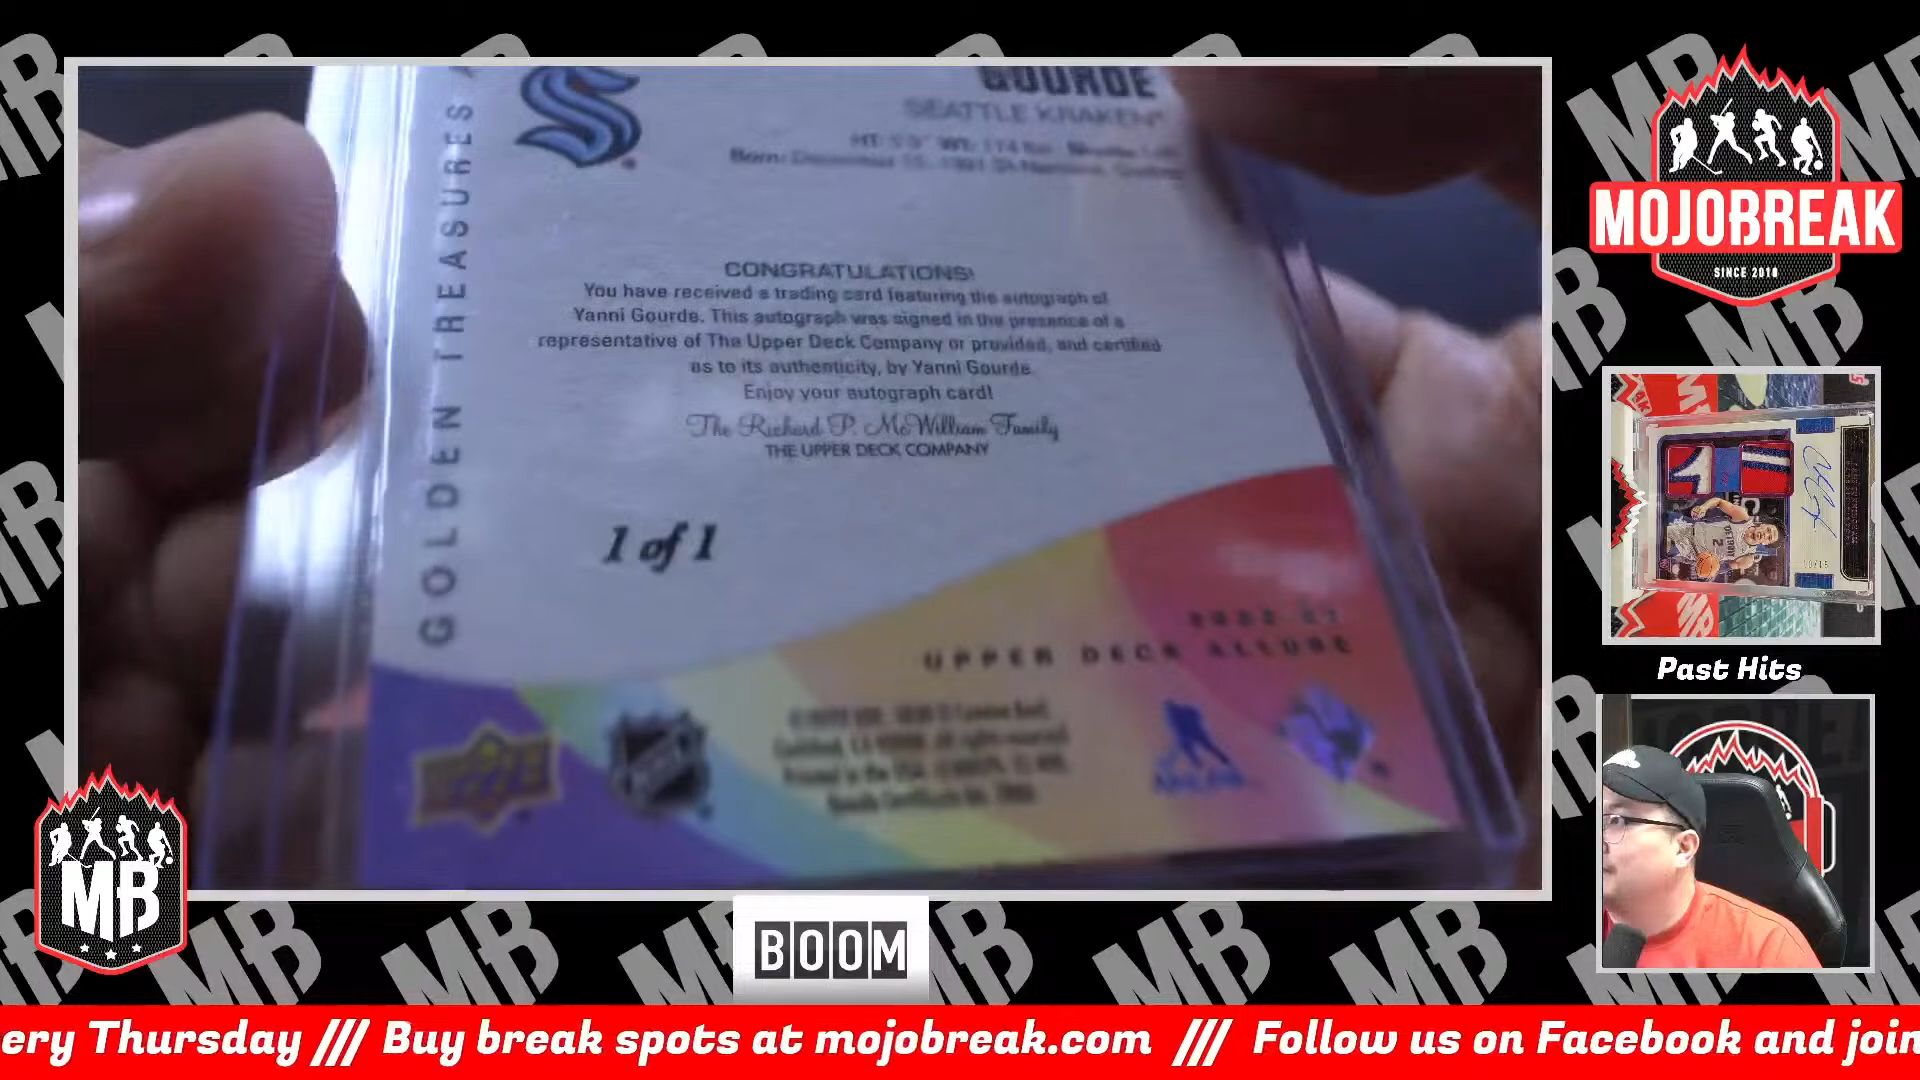 GOURDE
SEATTLE KRAKEN
GOLDEN TREASURES
CONGRATULATIONS!
You have received a trading card featuring the autograph of
Yanni Gourde. This autograph was signed in the presence of a
representative of The Upper Deck Company or provided, and certified
as to its authenticity, by Yanni Gourde.
Enjoy your autograph card!
The Richard P. McWilliam Family
THE UPPER DECK COMPANY
1 of 1
UPPER DECK ALLURE
MOJOBREAK
SINCE 2010
Past Hits
MB
BOOM
ery Thursday /// Buy break spots at mojobreak.com /// Follow us on Facebook and join